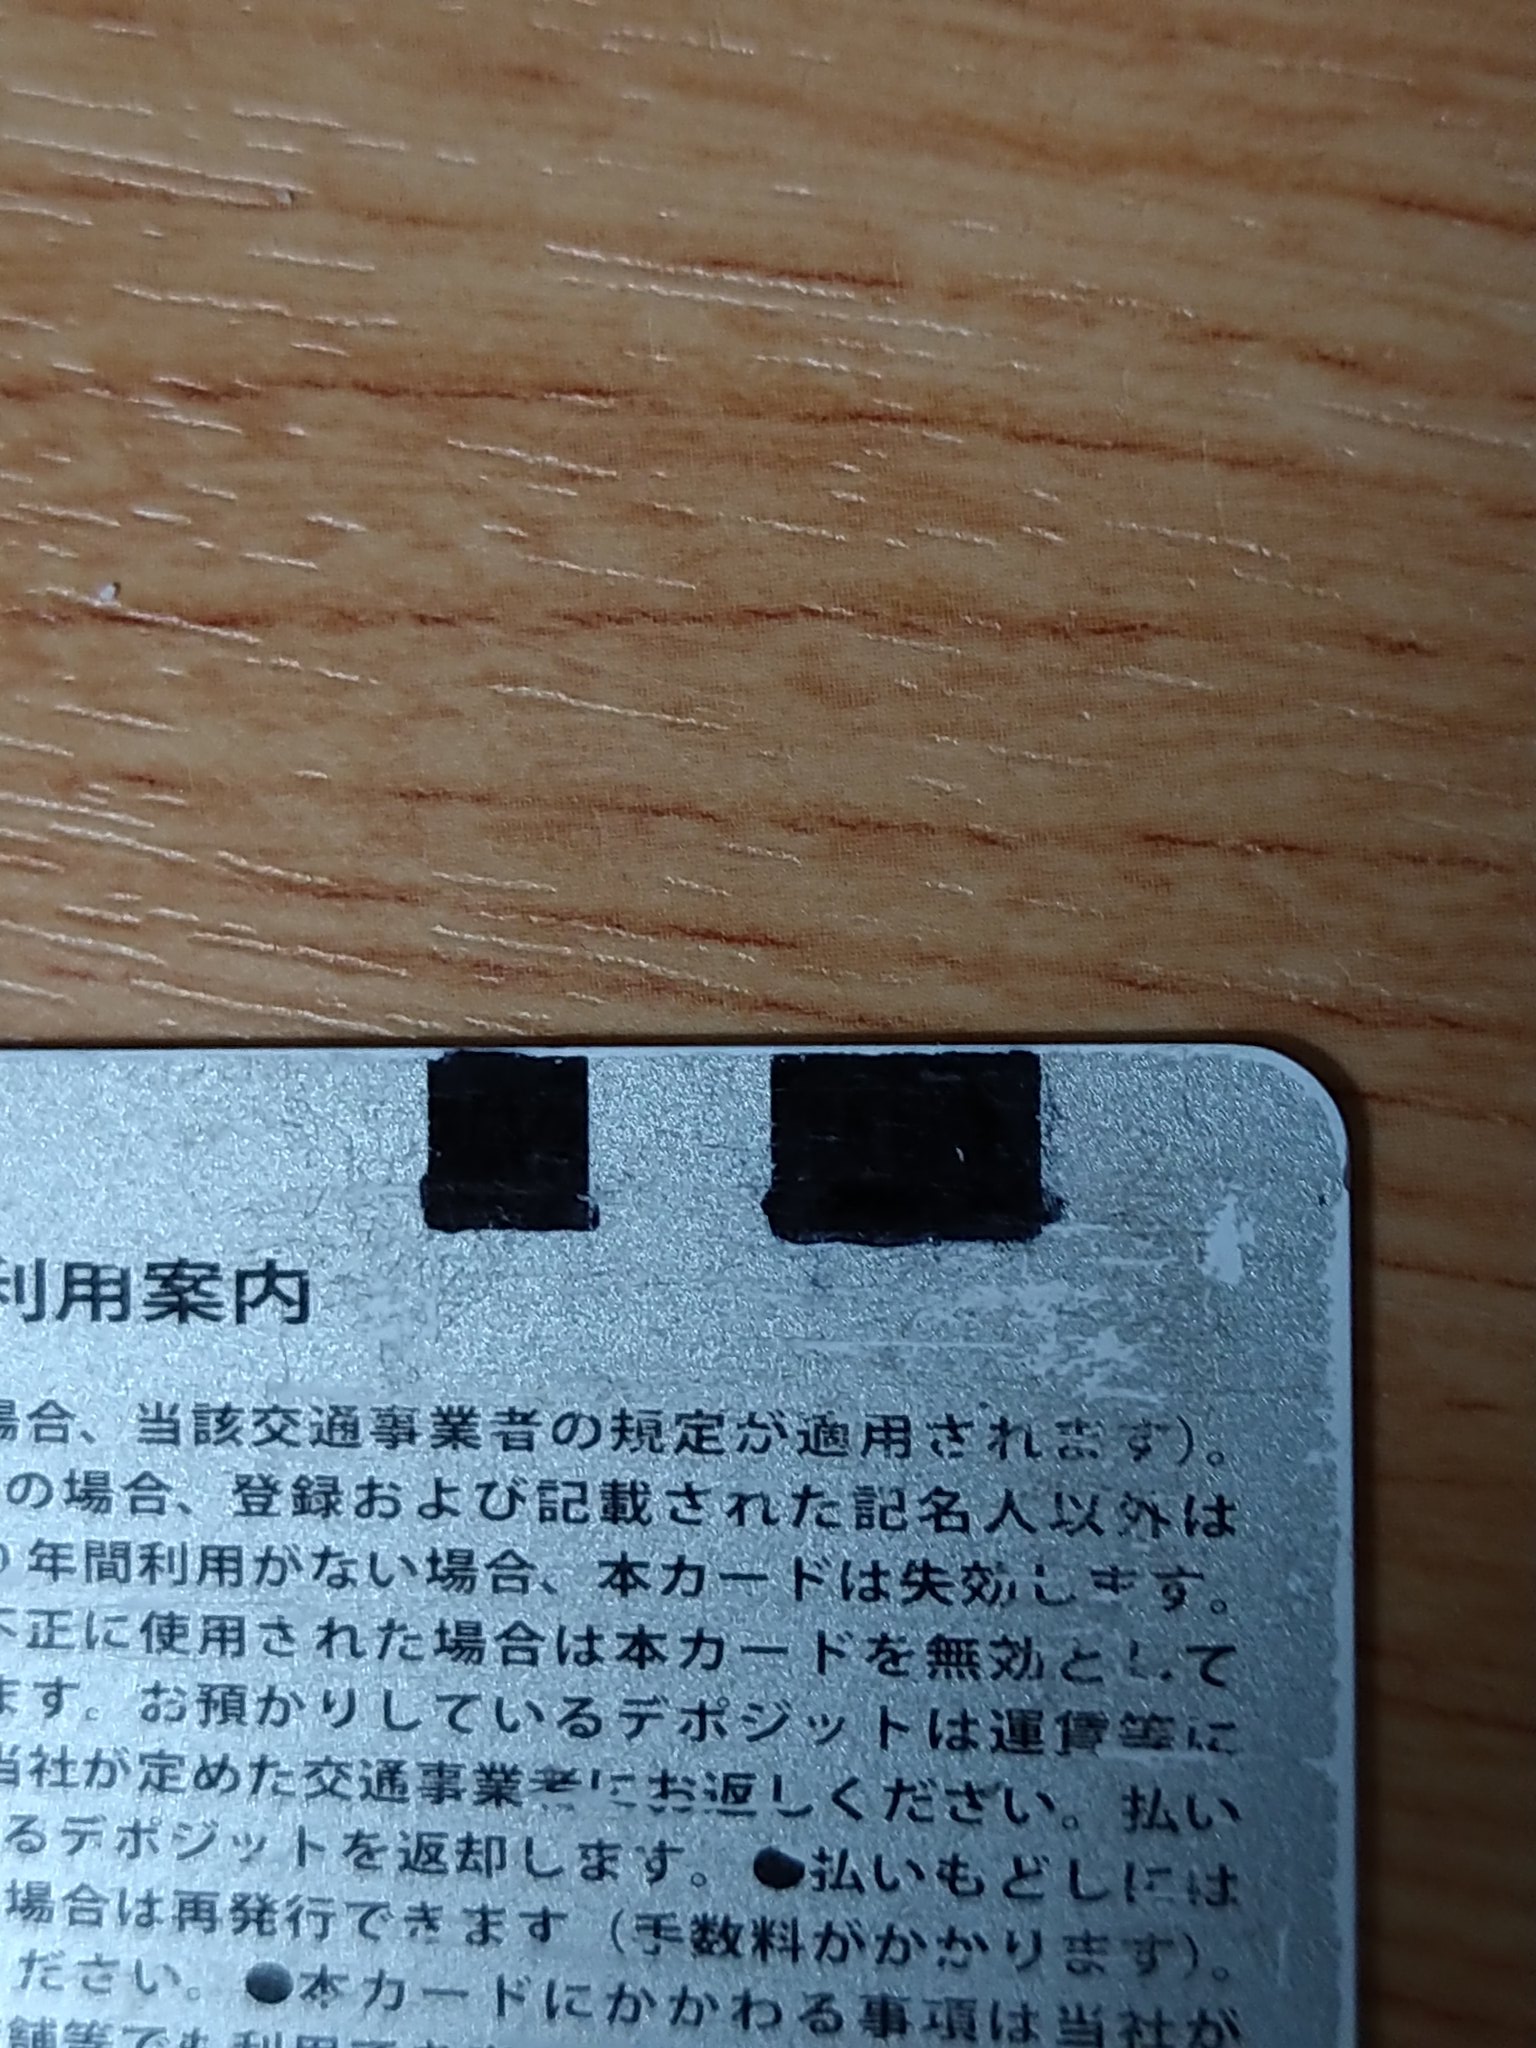 利用案内
場合、当該交通事業者の規定が適用されます)。
の場合、登録および記載された記名人以外は
年間利用がない場合、本カードは失効します。
不正に使用された場合は本カードを無効として
ます。お預かりしているデポジットは運賃等に
当社が定めた交通事業者にお返しください。払い
るデポジットを返却します。●払いもどしには
場合は再発行できます(手数料がかかります)。
ださい。●本カードにかかわる事項は当社が